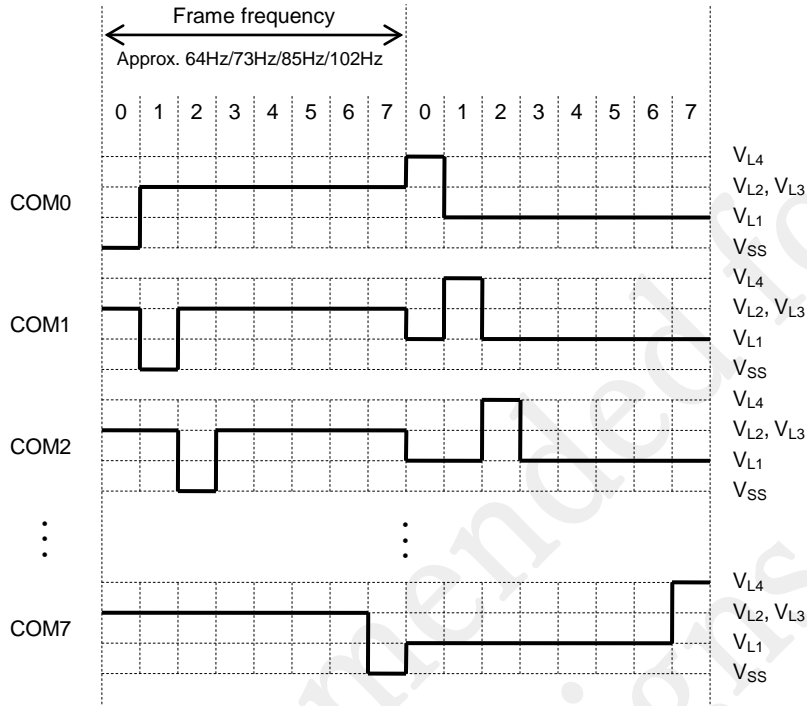 Frame frequency
Approx. 64Hz/73Hz/85Hz/102Hz
0 1 2 3 4 5 6 7 0 1 2 3 4 5 6 7
COM0
VL4
VL2, VL3
VL1
VSS
COM1
VL4
VL2, VL3
VL1
VSS
COM2
VL4
VL2, VL3
VL1
VSS
COM7
VL4
VL2, VL3
VL1
VSS